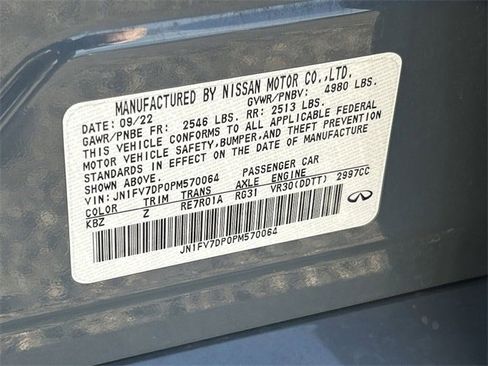 MANUFACTURED BY NISSAN MOTOR CO.,LTD.
DATE: 09/22 GVWR/PNBV: 4980 LBS.
GAWR/PNBE FR: 2546 LBS. RR: 2513 LBS.
THIS VEHICLE CONFORMS TO ALL APPLICABLE FEDERAL
MOTOR VEHICLE SAFETY,BUMPER,AND THEFT PREVENTION
STANDARDS IN EFFECT ON THE DATE OF MANUFACTURE
SHOWN ABOVE.
VIN: JN1FV7DP0PM570064 PASSENGER CAR
COLOR TRIM TRANS AXLE ENGINE
KBZ Z RE7R01A RG31 VR30(DDTT) 2997CC
JN1FV7DP0PM570064